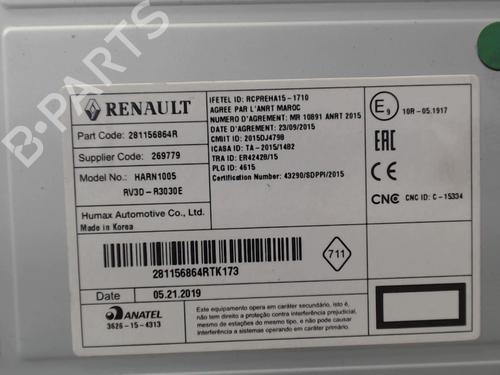 RENAULT
Part Code: 281156864R
Supplier Code: 269779
Model No.: HARN1005
RV3D-R3030E
Humax Automotive Co., Ltd.
Made in Korea
IFETEL ID: RCPREHA15-1710
AGREE PAR L'ANRT MAROC
NUMERO D'AGREMENT: MR 10891 ANRT 2015
DATE D'AGREMENT: 23/09/2015
CMIIT ID: 2015DJ4798
ICASA ID: TA-2015/1482
TRA ID: ER42428/15
PLG ID: 4615
Certification Number: 43290/SDPPI/2015
E9
10R-05.1917
EAC
CNC CNC ID: C-15334
281156864RTK173
711
Date 05.21.2019
ANATEL
3626-15-4313
Este equipamento opera em caráter secundário, isto
é, não tem direito a proteção contra interferência
prejudicial, mesmo de estações do mesmo tipo, e não
pode causar interferência a sistemas operando
em caráter primário.
B-PARTS